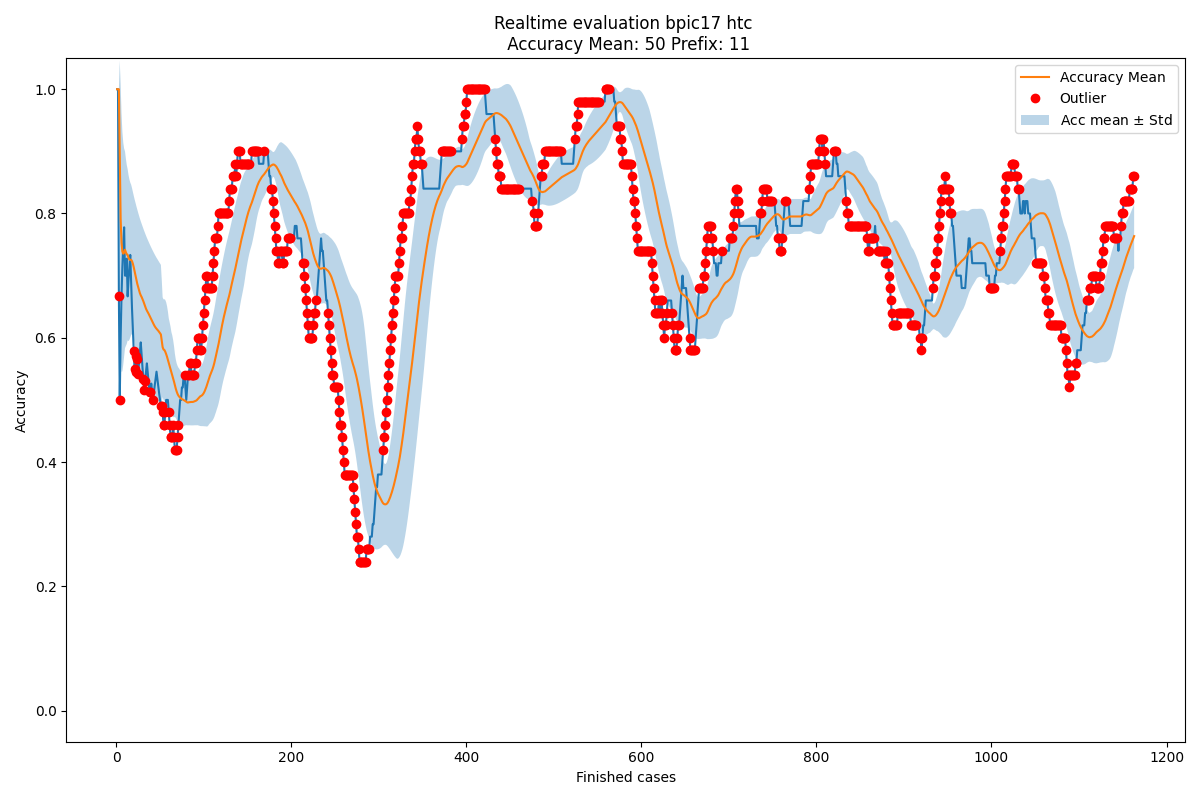 Realtime evaluation bpic17 htc
Accuracy Mean: 50 Prefix: 11
Accuracy Mean
Outlier
Acc mean ± Std
1.0
0.8
0.6
0.4
0.2
0.0
Accuracy
0
200
400
600
800
1000
1200
Finished cases